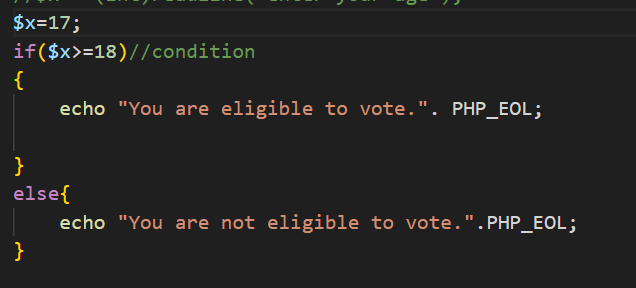 $x=17;
if($x>=18)//condition
{
    echo "You are eligible to vote.". PHP_EOL;

}
else{
    echo "You are not eligible to vote.".PHP_EOL;
}